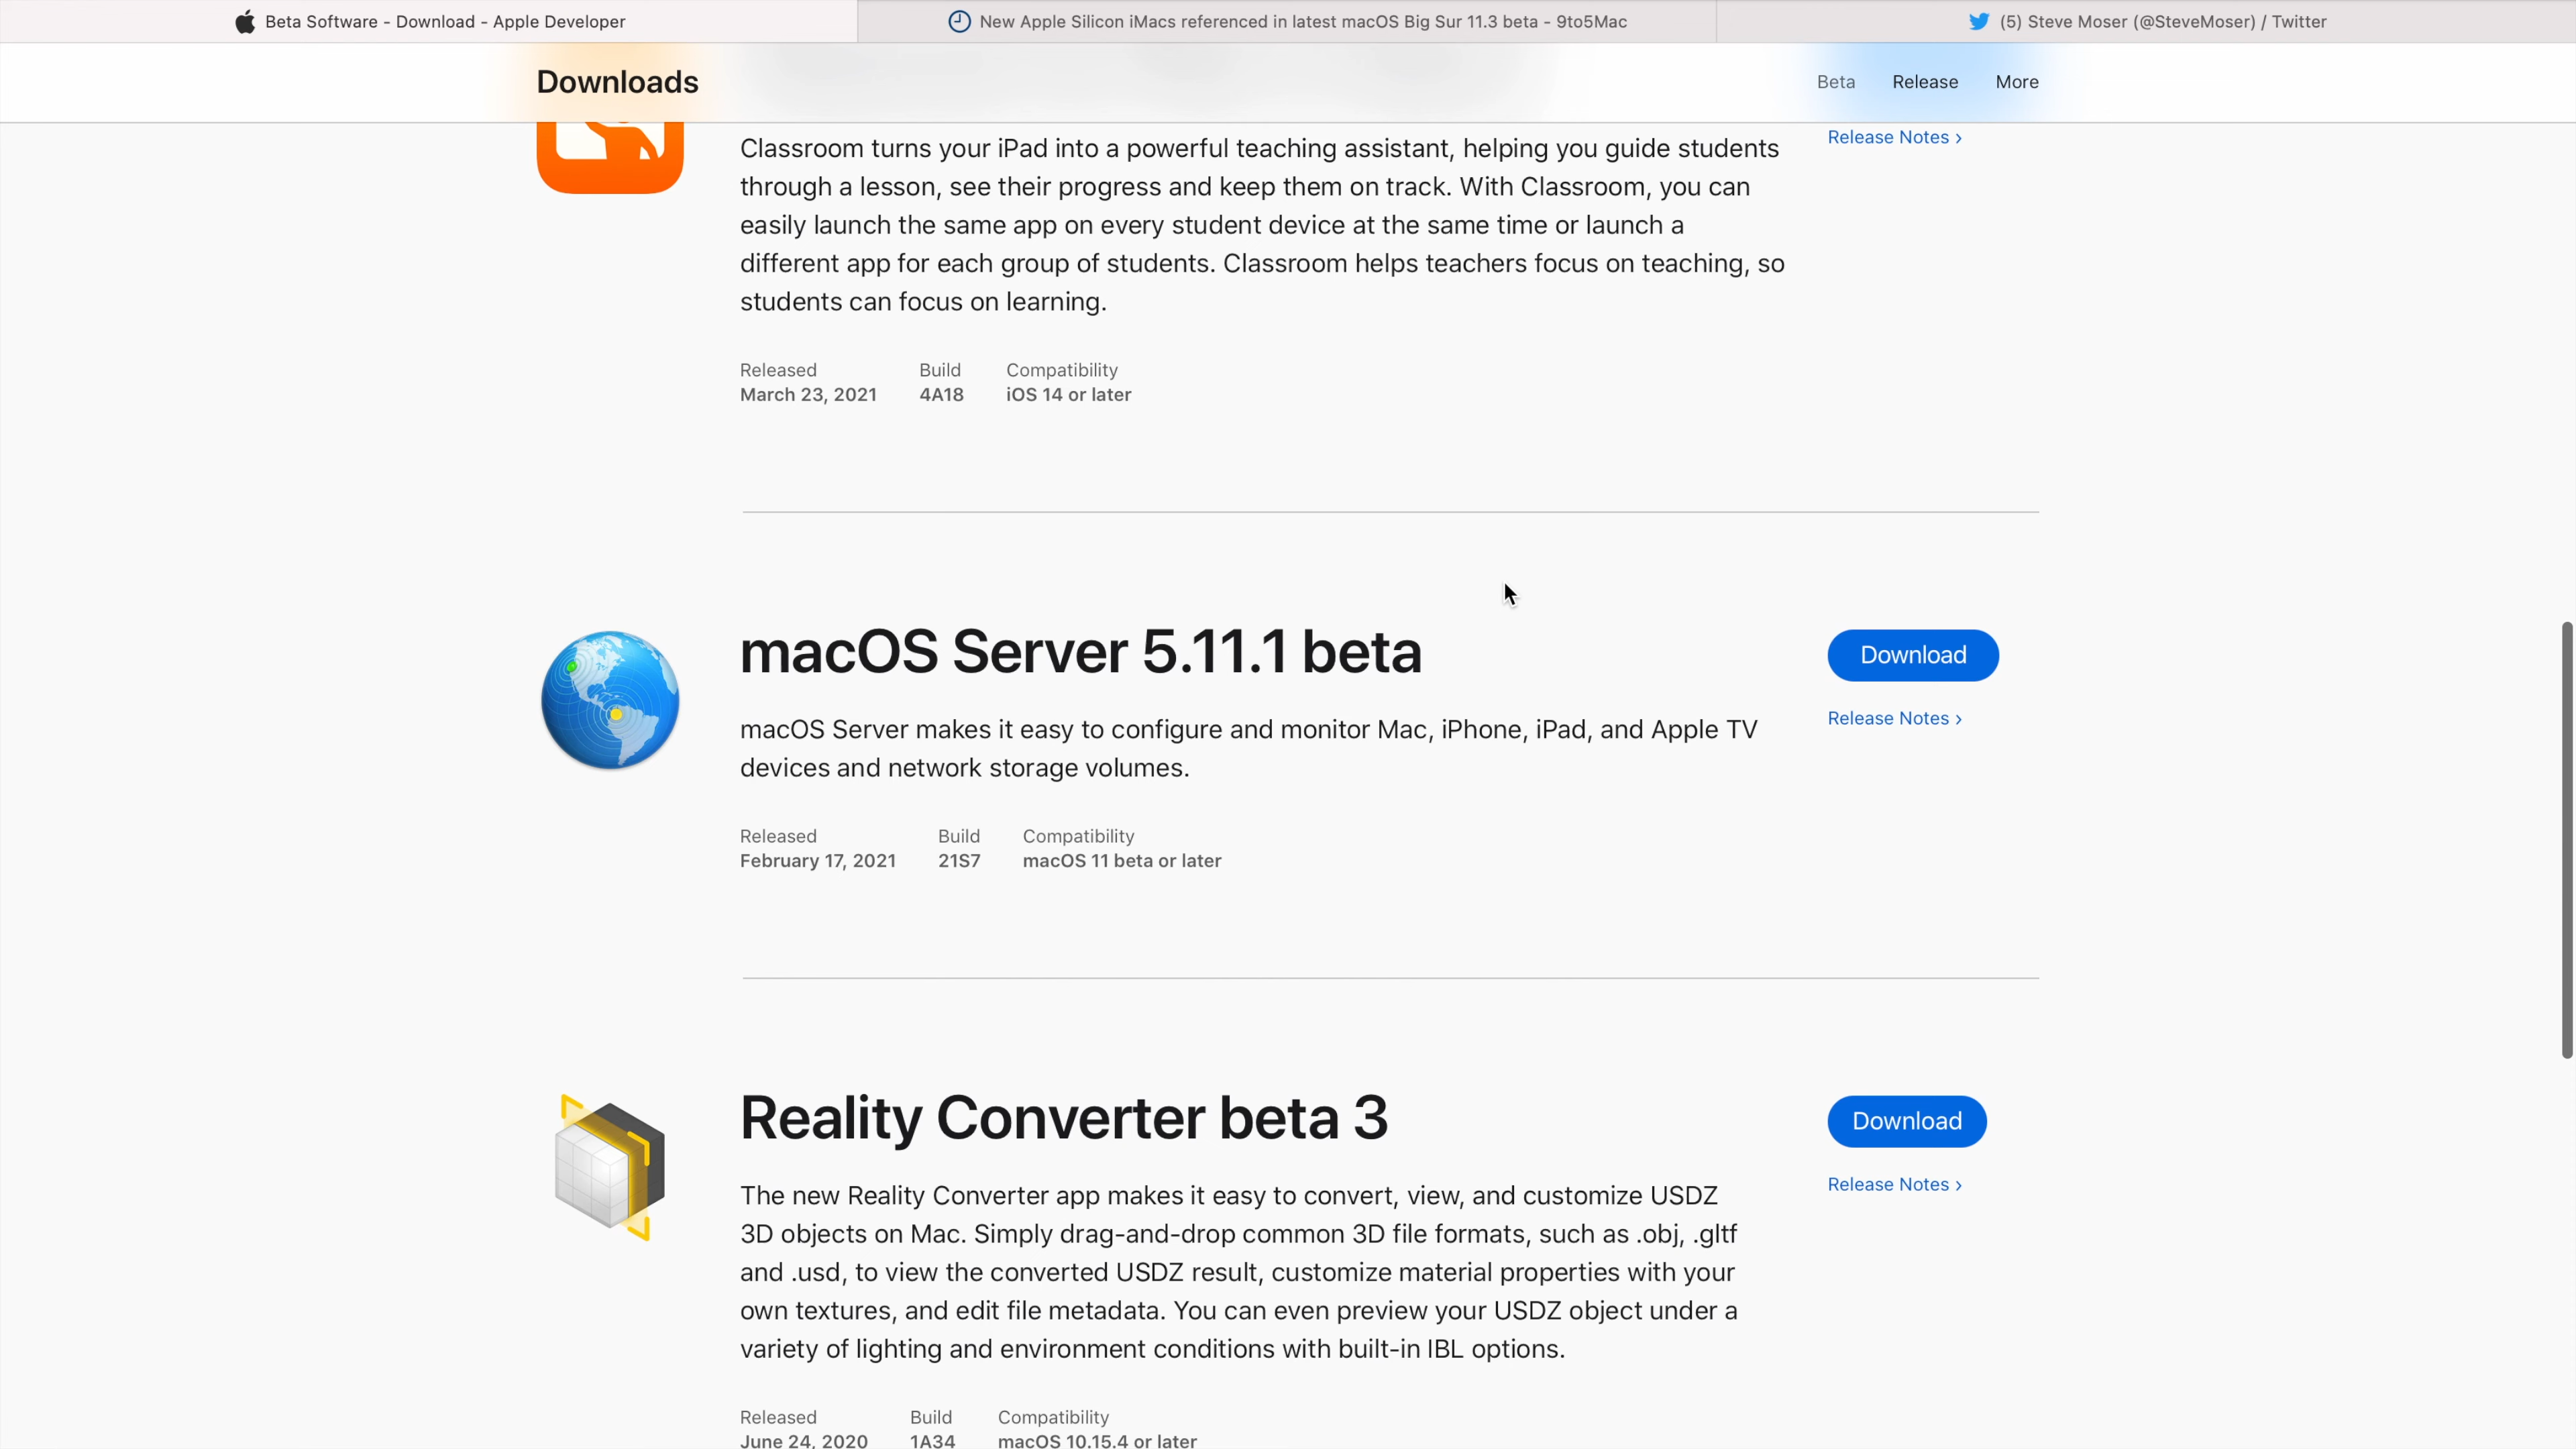 Beta Software - Download - Apple Developer
New Apple Silicon iMacs referenced in latest macOS Big Sur 11.3 beta - 9to5Mac
(5) Steve Moser (@SteveMoser) / Twitter
Downloads
Beta
Release
More
Classroom turns your iPad into a powerful teaching assistant, helping you guide students
through a lesson, see their progress and keep them on track. With Classroom, you can
easily launch the same app on every student device at the same time or launch a
different app for each group of students. Classroom helps teachers focus on teaching, so
students can focus on learning.
Release Notes ›
Released Build Compatibility
March 23, 2021 4A18 iOS 14 or later
macOS Server 5.11.1 beta
Download
macOS Server makes it easy to configure and monitor Mac, iPhone, iPad, and Apple TV
devices and network storage volumes.
Release Notes ›
Released Build Compatibility
February 17, 2021 21S7 macOS 11 beta or later
Reality Converter beta 3
Download
The new Reality Converter app makes it easy to convert, view, and customize USDZ
3D objects on Mac. Simply drag-and-drop common 3D file formats, such as .obj, .gltf
and .usd, to view the converted USDZ result, customize material properties with your
own textures, and edit file metadata. You can even preview your USDZ object under a
variety of lighting and environment conditions with built-in IBL options.
Release Notes ›
Released Build Compatibility
June 24, 2020 1A34 macOS 10.15.4 or later